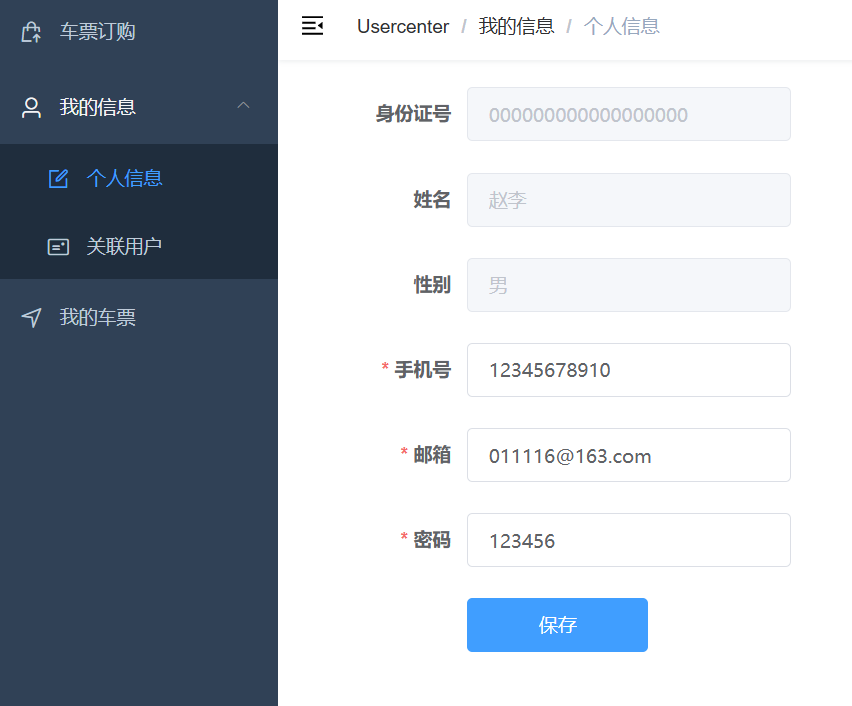 车票订购
我的信息
个人信息
关联用户
我的车票
Usercenter / 我的信息 / 个人信息
身份证号 000000000000000000
姓名 赵李
性别 男
* 手机号 12345678910
* 邮箱 011116@163.com
* 密码 123456
保存